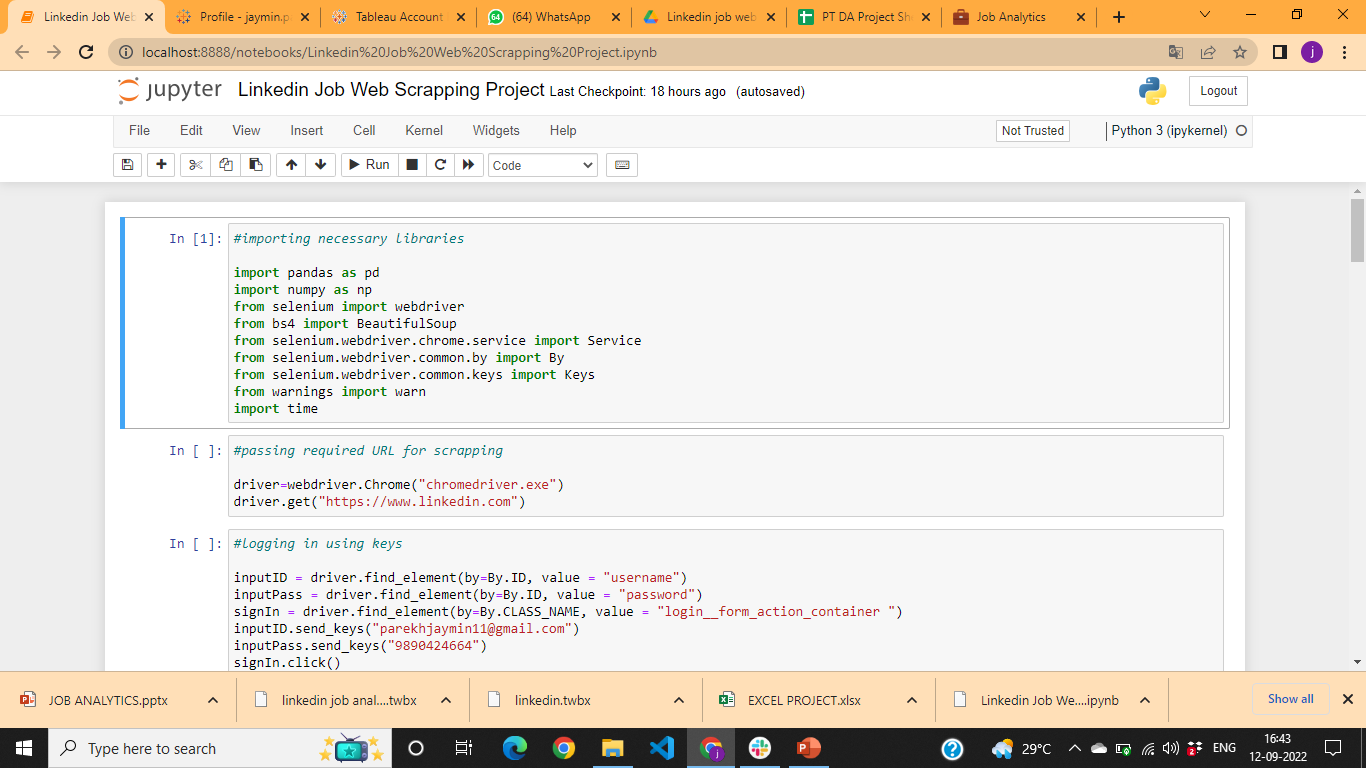 Linkedin Job Web
Profile - jaymin.p
Tableau Account
(64) WhatsApp
Linkedin job web
PT DA Project Sh
Job Analytics
localhost:8888/notebooks/Linkedin%20Job%20Web%20Scrapping%20Project.ipynb
j
jupyter Linkedin Job Web Scrapping Project Last Checkpoint: 18 hours ago (autosaved)
Logout
File Edit View Insert Cell Kernel Widgets Help
Not Trusted
Python 3 (ipykernel)
Run
Code
In [1]: #importing necessary libraries
import pandas as pd
import numpy as np
from selenium import webdriver
from bs4 import BeautifulSoup
from selenium.webdriver.chrome.service import Service
from selenium.webdriver.common.by import By
from selenium.webdriver.common.keys import Keys
from warnings import warn
import time
In [ ]: #passing required URL for scrapping
driver=webdriver.Chrome("chromedriver.exe")
driver.get("https://www.linkedin.com")
In [ ]: #logging in using keys
inputID = driver.find_element(by=By.ID, value = "username")
inputPass = driver.find_element(by=By.ID, value = "password")
signIn = driver.find_element(by=By.CLASS_NAME, value = "login__form_action_container ")
inputID.send_keys("parekhjaymin11@gmail.com")
inputPass.send_keys("9890424664")
signIn.click()
JOB ANALYTICS.pptx
linkedin job anal....twbx
linkedin.twbx
EXCEL PROJECT.xlsx
Linkedin Job We....ipynb
Show all
Type here to search
29°C
ENG
16:43
12-09-2022